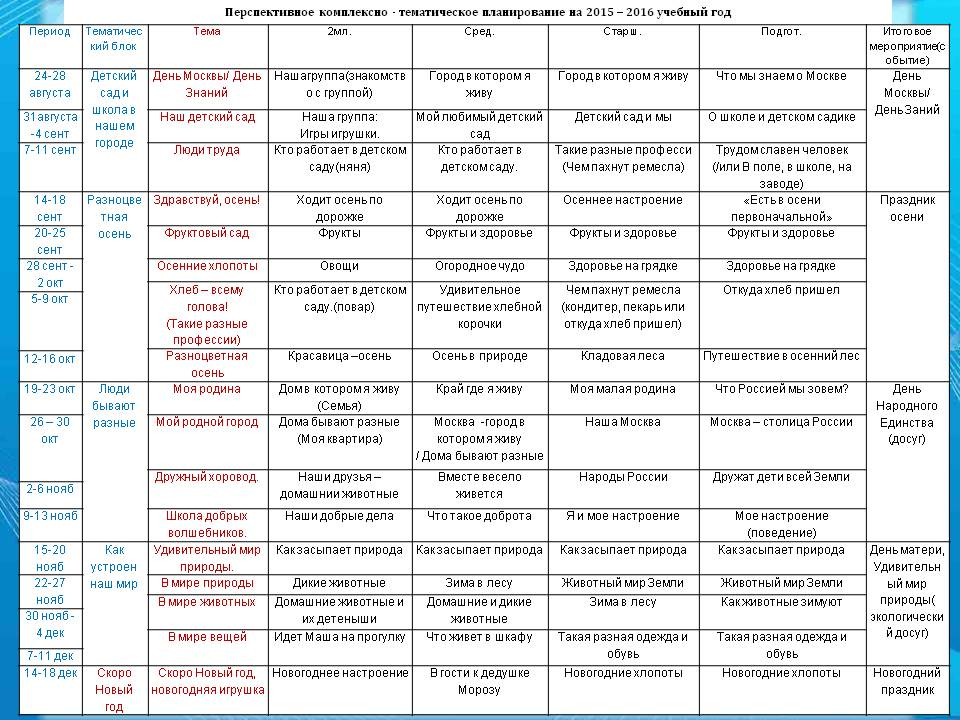 Перспективное комплексно - тематическое планирование на 2015 – 2016 учебный год
Период Тематичес Тема 2мл. Сред. Старш. Подгот. Итоговое
кий блок мероприятие(с
обытие)
24-28 Детский День Москвы/ День Наша группа(знакомств Город в котором я Город в котором я живу Что мы знаем о Москве День
августа сад и Знаний о с группой) живу Москвы/
31августа школа в Наш детский сад Наша группа: Мой любимый детский Детский сад и мы О школе и детском садике День Заний
-4 сент нашем Игры игрушки. сад
7-11 сент городе Люди труда Кто работает в детском Кто работает в Такие разные професси Трудом славен человек
саду(няня) детском саду. (Чем пахнут ремесла) (/или В поле, в школе, на
заводе)
14-18 Разноцве Здравствуй, осень! Ходит осень по Ходит осень по Осеннее настроение «Есть в осени Праздник
сент тная дорожке дорожке первоначальной» осени
20-25 осень Фруктовый сад Фрукты Фрукты и здоровье Фрукты и здоровье Фрукты и здоровье
сент
28 сент - Осенние хлопоты Овощи Огородное чудо Здоровье на грядке Здоровье на грядке
2 окт
5-9 окт Хлеб – всему Кто работает в детском Удивительное Чем пахнут ремесла Откуда хлеб пришел
голова! саду.(повар) путешествие хлебной (кондитер, пекарь или
(Такие разные корочки откуда хлеб пришел)
профессии)
12-16 окт Разноцветная Красавица –осень Осень в природе Кладовая леса Путешествие в осенний лес
осень
19-23 окт Люди Моя родина Дом в котором я живу Край где я живу Моя малая родина Что Россией мы зовем? День
бывают (Семья) Народного
26 – 30 разные Мой родной город Дома бывают разные Москва -город в Наша Москва Москва – столица России Единства
окт (Моя квартира) котором я живу (досуг)
/ Дома бывают разные
2-6 нояб Дружный хоровод. Наши друзья – Вместе весело Народы России Дружат дети всей Земли
домашнии животные живется
9-13 нояб Школа добрых Наши добрые дела Что такое доброта Я и мое настроение Мое настроение
волшебников. (поведение)
15-20 Как Удивительный мир Как засыпает природа Как засыпает природа Как засыпает природа Как засыпает природа День матери,
нояб устроен природы. Удивительн
22-27 наш мир В мире природы Дикие животные Зима в лесу Животный мир Земли Животный мир Земли ый мир
нояб природы(
30 нояб - В мире животных Домашние животные и Домашние и дикие Зима в лесу Как животные зимуют экологически
4 дек их детеныши животные й досуг)
7-11 дек В мире вещей Идет Маша на прогулку Что живет в шкафу Такая разная одежда и Такая разная одежда и
обувь обувь
14-18 дек Скоро Скоро Новый год, Новогоднее настроение В гости к дедушке Новогодние хлопоты Новогодние хлопоты Новогодний
Новый новогодняя игрушка Морозу праздник
год